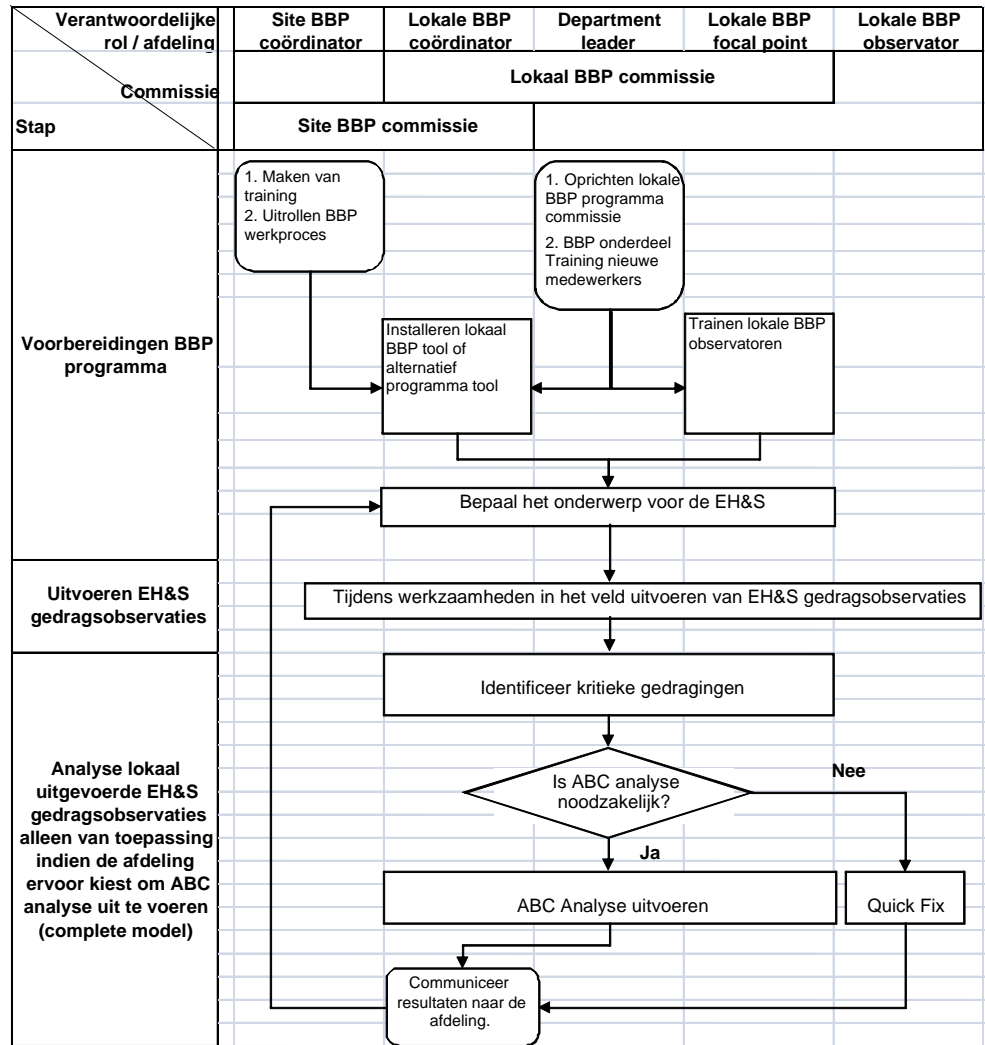 Verantwoordelijke
rol / afdeling
Site BBP
coördinator
Lokale BBP
coördinator
Department
leader
Lokale BBP
focal point
Lokale BBP
observator
Commissie
Lokaal BBP commissie
Stap
Site BBP commissie
Voorbereidingen BBP
programma
1. Maken van
training
2. Uitrollen BBP
werkproces
1. Oprichten lokale
BBP programma
commissie
2. BBP onderdeel
Training nieuwe
medewerkers
Installeren lokaal
BBP tool of
alternatief
programma tool
Trainen lokale BBP
observatoren
Bepaal het onderwerp voor de EH&S
Uitvoeren EH&S
gedragsobservaties
Tijdens werkzaamheden in het veld uitvoeren van EH&S gedragsobservaties
Analyse lokaal
uitgevoerde EH&S
gedragsobservaties
alleen van toepassing
indien de afdeling
ervoor kiest om ABC
analyse uit te voeren
(complete model)
Identificeer kritieke gedragingen
Is ABC analyse
noodzakelijk?
Nee
Ja
ABC Analyse uitvoeren
Quick Fix
Communiceer
resultaten naar de
afdeling.